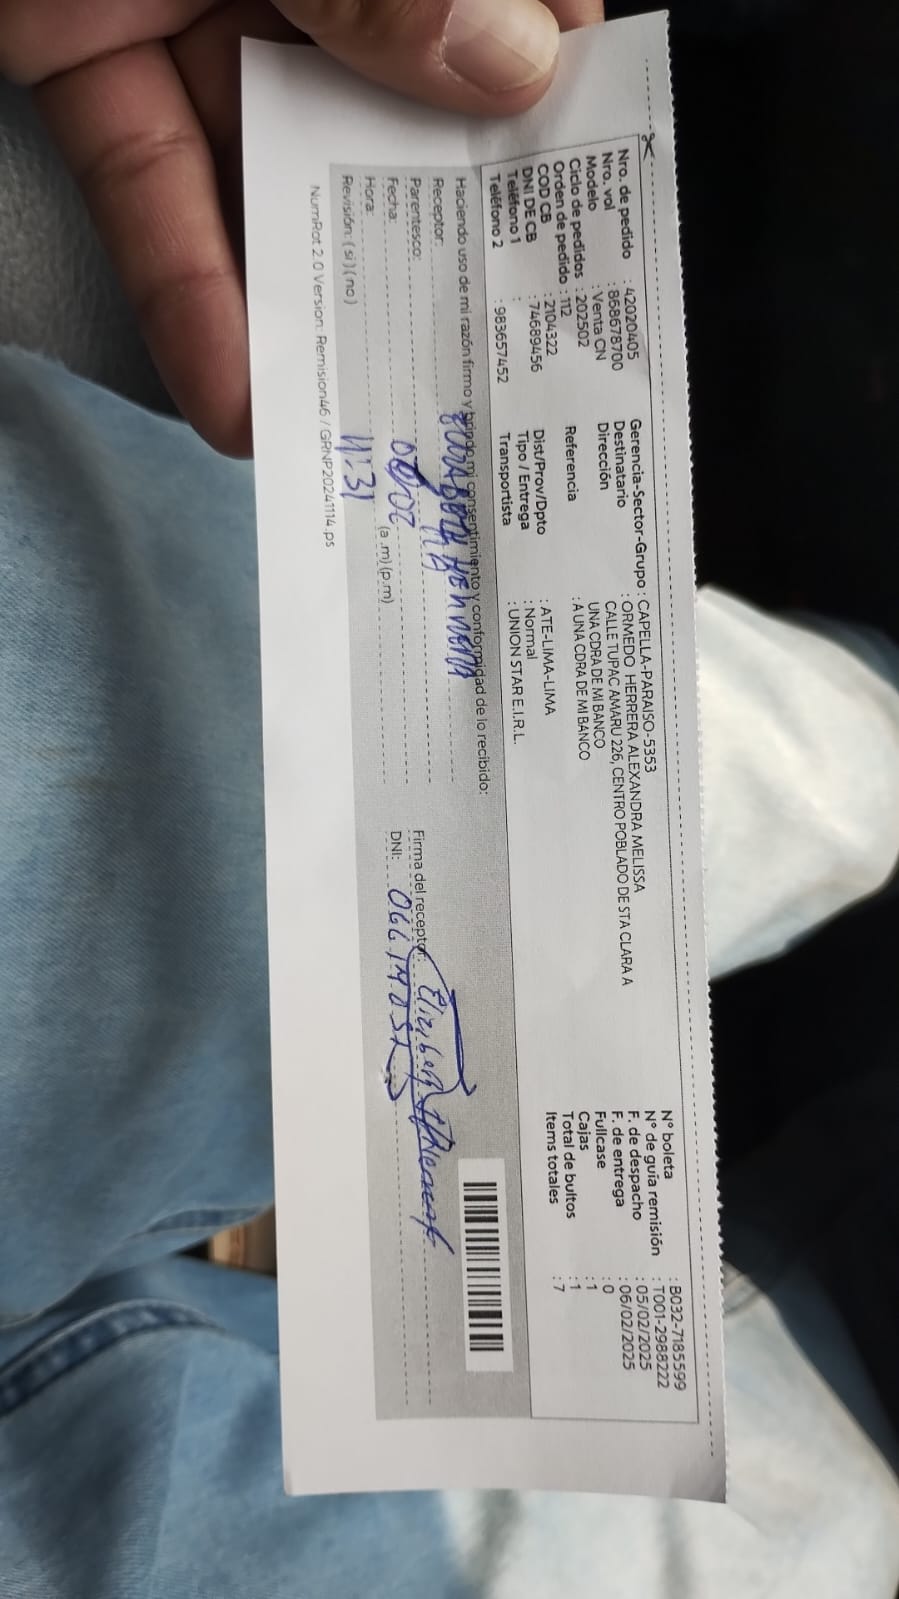 Nro. de pedido : 42020405
Nro. vol : 868678700
Modelo : Venta CN
Ciclo de pedidos : 202502
Orden de pedido : 112
COD CB : 2104322
DNI DE CB : 74689456
Teléfono 1 :
Teléfono 2 : 983657452
Gerencia-Sector-Grupo : CAPELLA-PARAISO-5353
Destinatario : ORMEDO HERRERA ALEXANDRA MELISSA
Dirección CALLE TUPAC AMARU 226, CENTRO POBLADO DE STA CLARA A
UNA CDRA DE MI BANCO
Referencia : A UNA CDRA DE MI BANCO
Dist/Prov/Dpto : ATE-LIMA-LIMA
Tipo / Entrega : Normal
Transportista : UNION STAR E.I.R.L.
N° boleta : B032-7185599
N° de guía remisión : T001-2988222
F. de despacho : 05/02/2025
F. de entrega : 06/02/2025
Fullcase : 0
Cajas : 1
Total de bultos : 1
Items totales : 7
Haciendo uso de mi razón firmo y brindo mi consentimiento y conformidad de lo recibido:
Receptor:
Parentesco:
Fecha:
(a .m) (p.m)
Hora: 11:31
Revisión: ( si ) ( no )
Firma del receptor:
DNI:
NumRot 2.0 Version: Remision46 / GRNP20241114.ps